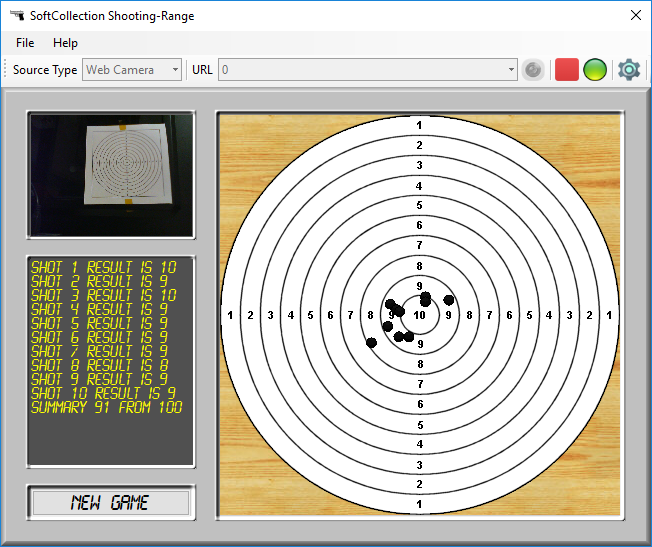 SoftCollection Shooting-Range
File Help
Source Type Web Camera URL 0
SHOT 1 RESULT IS 10
SHOT 2 RESULT IS 9
SHOT 3 RESULT IS 10
SHOT 4 RESULT IS 9
SHOT 5 RESULT IS 9
SHOT 6 RESULT IS 9
SHOT 7 RESULT IS 9
SHOT 8 RESULT IS 8
SHOT 9 RESULT IS 9
SHOT 10 RESULT IS 9
SUMMARY 91 FROM 100
NEW GAME
1
2
3
4
5
6
7
8
9
1 2 3 4 5 6 7 8 9 10 9 8 7 6 5 4 3 2 1
9
8
7
6
5
4
3
2
1